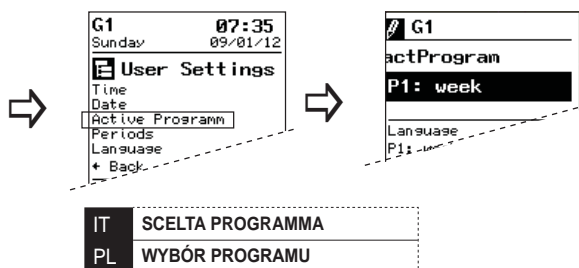 G1 07:35
Sunday 09/01/12
User Settings
Time
Date
Active Programm
Periods
Language
← Back
G1
actProgram
P1: week
Language
P1:
IT SCELTA PROGRAMMA
PL WYBÓR PROGRAMU